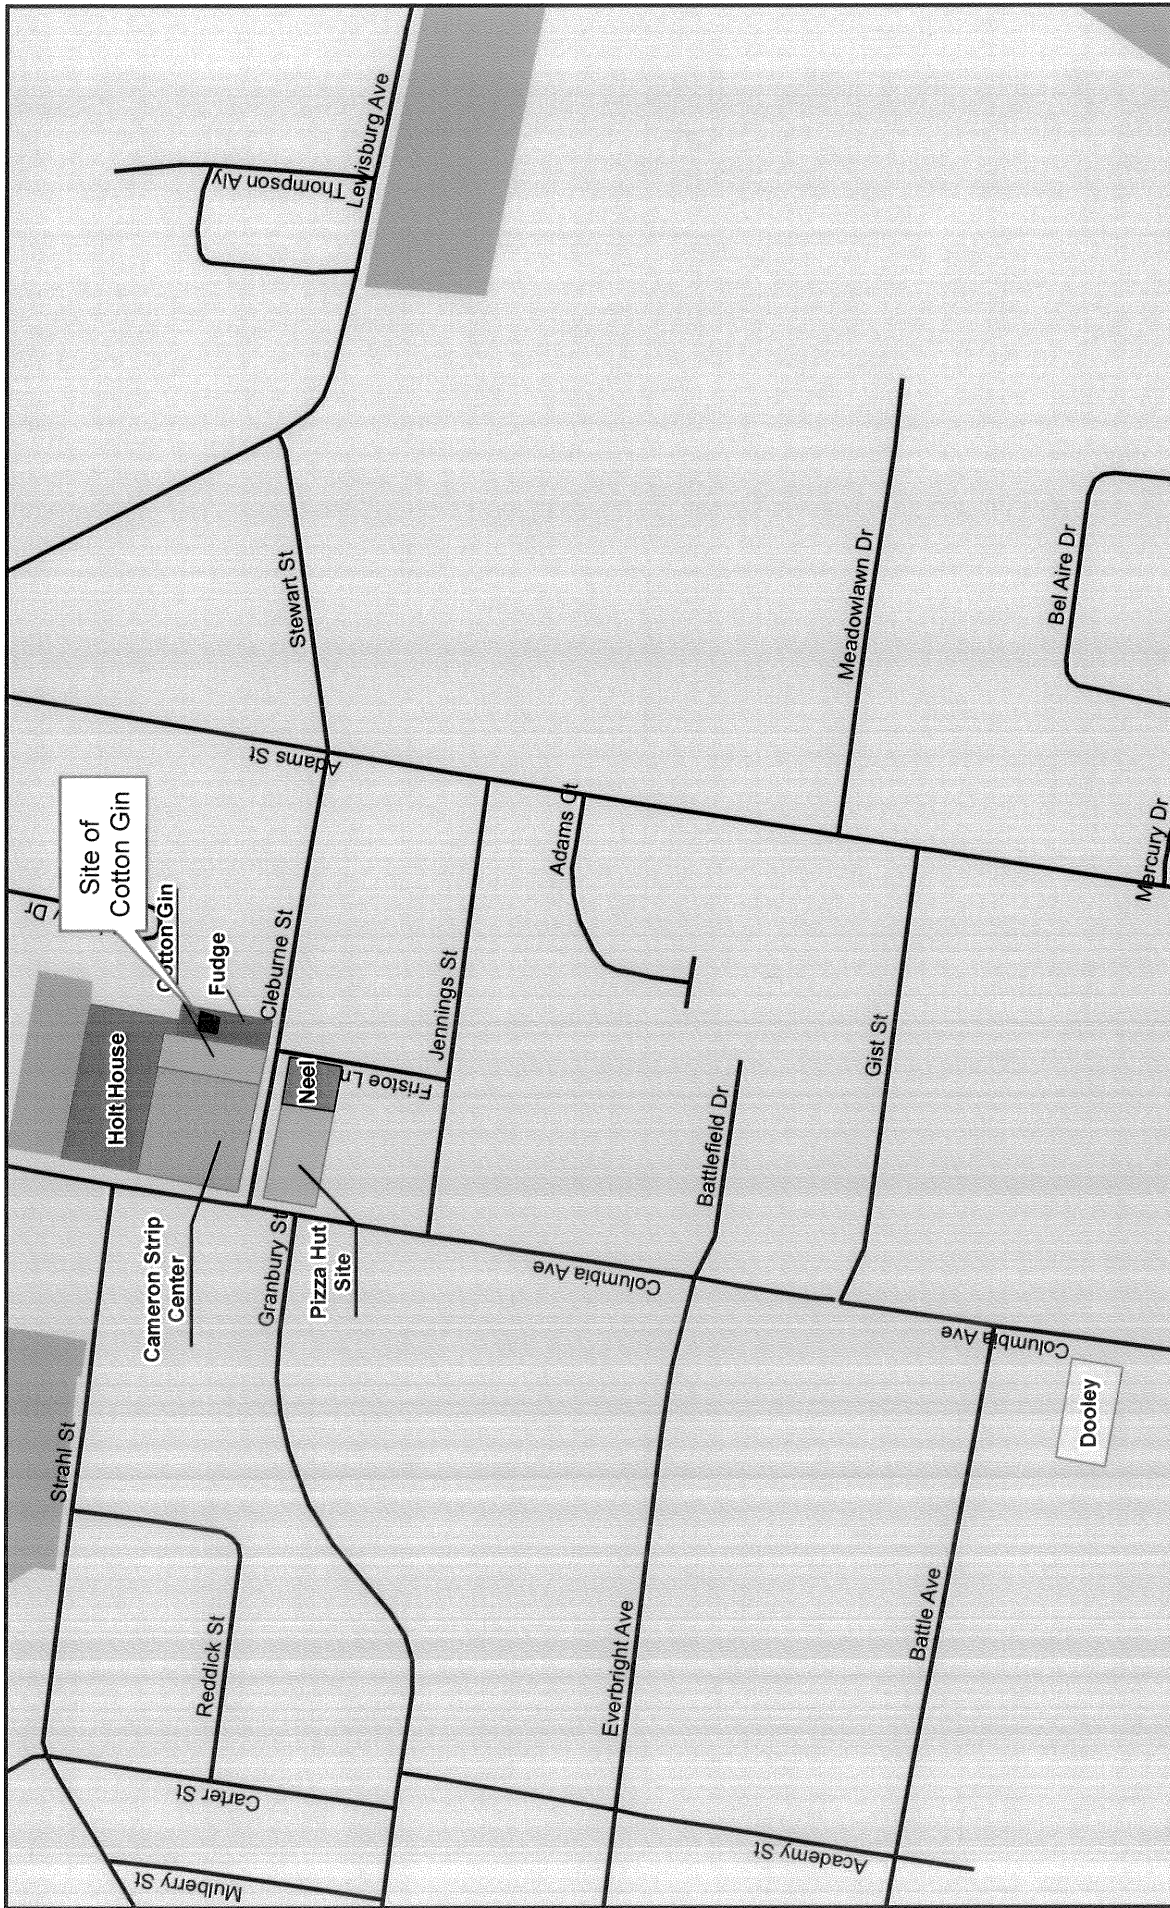 Lewisburg Ave
Thompson Aly
Stewart St
Adams St
Site of
Cotton Gin
Dr
Cotton Gin
Fudge
Cleburne St
Holt House
Neel
Fristoe Ln
Jennings St
Adams Ct
Meadowlawn Dr
Bel Aire Dr
Mercury Dr
Gist St
Battlefield Dr
Cameron Strip
Center
Granbury St
Pizza Hut
Site
Columbia Ave
Columbia Ave
Dooley
Strahl St
Reddick St
Everbright Ave
Battle Ave
Carter St
Mulberry St
Academy St